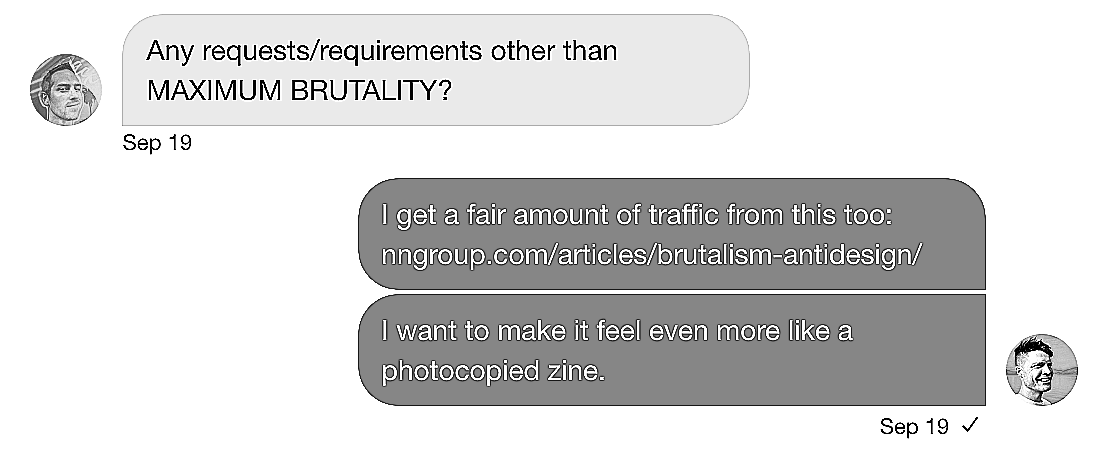 Any requests/requirements other than
MAXIMUM BRUTALITY?
Sep 19
I get a fair amount of traffic from this too:
nngroup.com/articles/brutalism-antidesign/
I want to make it feel even more like a
photocopied zine.
Sep 19 ✓